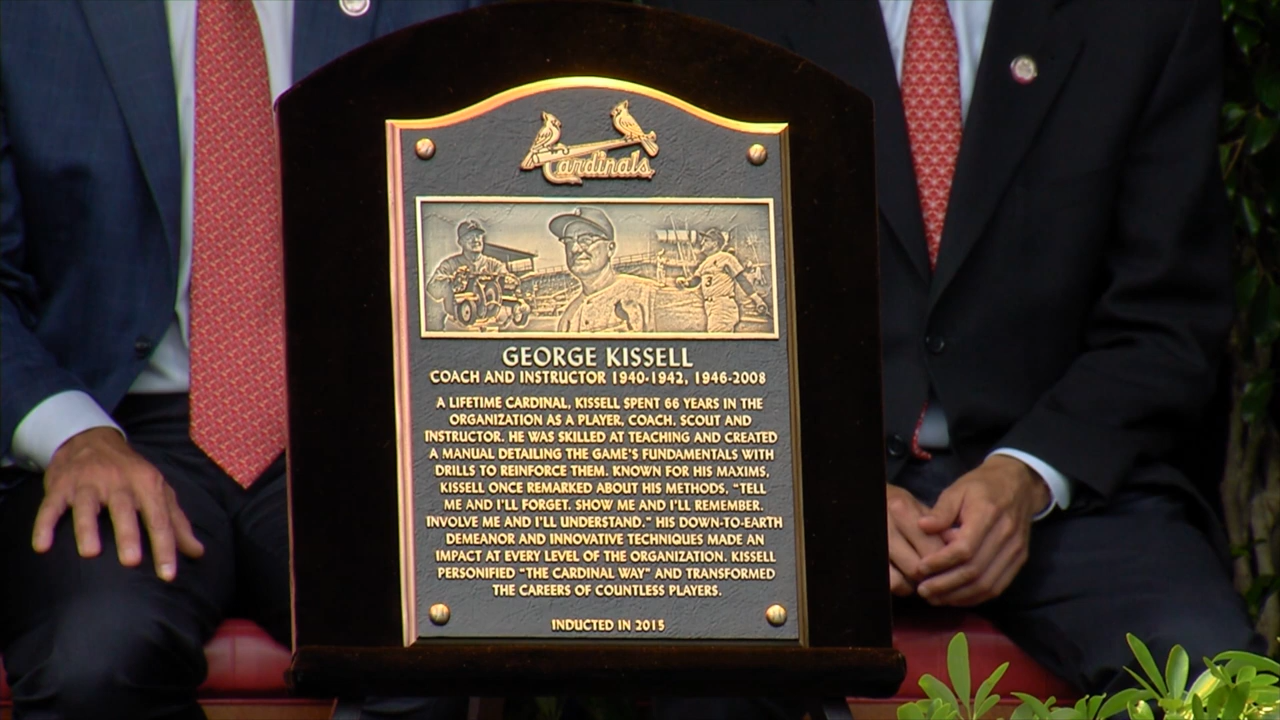 Cardinals
3
GEORGE KISSELL
COACH AND INSTRUCTOR 1940-1942, 1946-2008
A LIFETIME CARDINAL, KISSELL SPENT 66 YEARS IN THE
ORGANIZATION AS A PLAYER, COACH, SCOUT AND
INSTRUCTOR. HE WAS SKILLED AT TEACHING AND CREATED
A MANUAL DETAILING THE GAME'S FUNDAMENTALS WITH
DRILLS TO REINFORCE THEM. KNOWN FOR HIS MAXIMS,
KISSELL ONCE REMARKED ABOUT HIS METHODS, "TELL
ME AND I'LL FORGET. SHOW ME AND I'LL REMEMBER.
INVOLVE ME AND I'LL UNDERSTAND." HIS DOWN-TO-EARTH
DEMEANOR AND INNOVATIVE TECHNIQUES MADE AN
IMPACT AT EVERY LEVEL OF THE ORGANIZATION. KISSELL
PERSONIFIED "THE CARDINAL WAY" AND TRANSFORMED
THE CAREERS OF COUNTLESS PLAYERS.
INDUCTED IN 2015